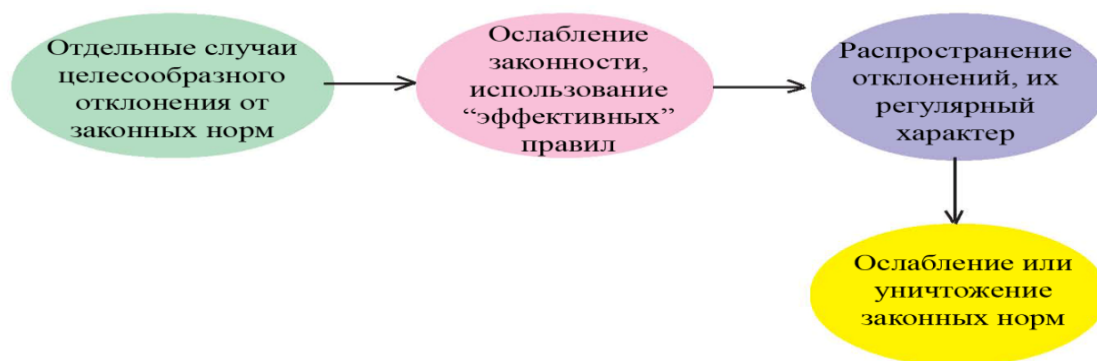 Отдельные случаи
целесообразного
отклонения от
законных норм
Ослабление
законности,
использование
“эффективных”
правил
Распространение
отклонений, их
регулярный
характер
Ослабление или
уничтожение
законных норм